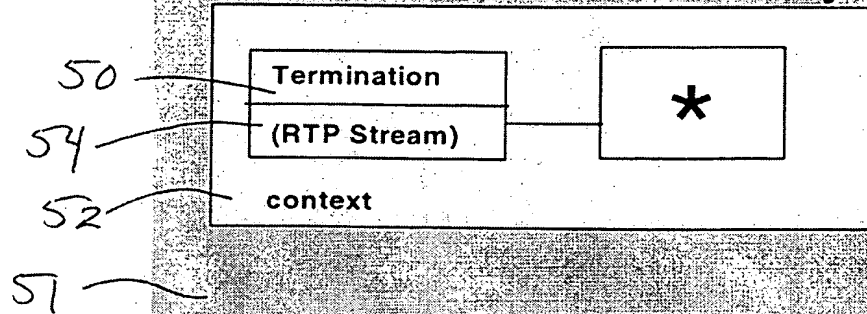 50
Termination
*
54
(RTP Stream)
52
context
51